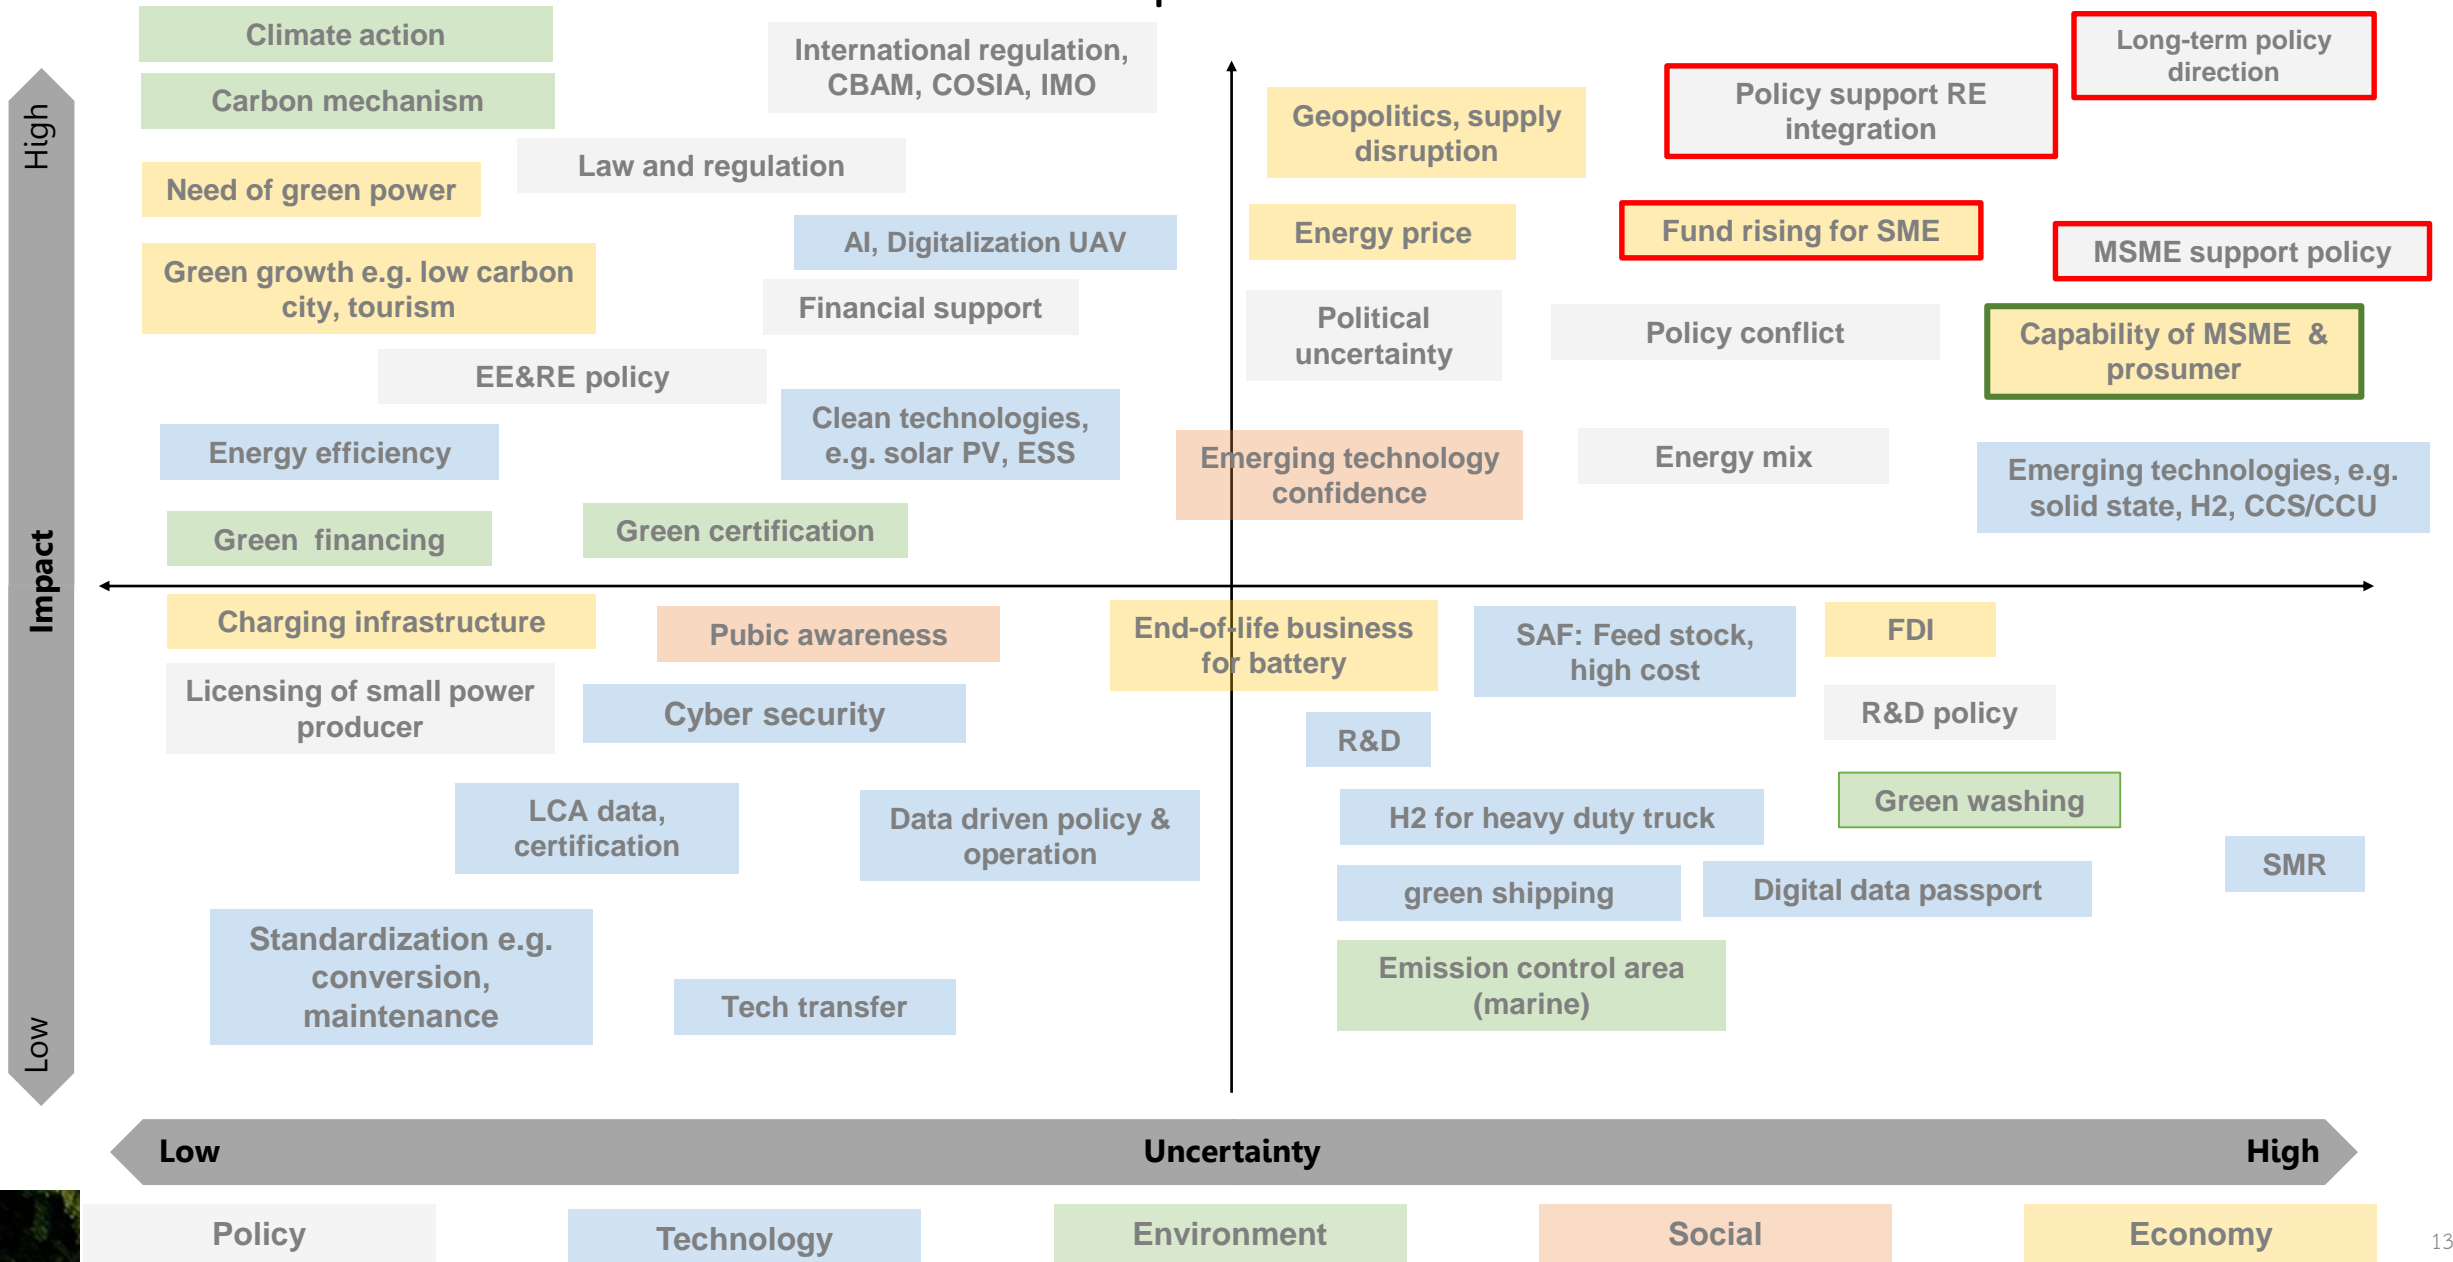 Climate action
Carbon mechanism
International regulation,
CBAM, COSIA, IMO
Long-term policy
direction
Policy support RE
integration
Geopolitics, supply
disruption
High
Law and regulation
Need of green power
AI, Digitalization UAV
Energy price
Fund rising for SME
MSME support policy
Green growth e.g. low carbon
city, tourism
Financial support
Political
uncertainty
Policy conflict
Capability of MSME &
prosumer
EE&RE policy
Clean technologies,
e.g. solar PV, ESS
Energy efficiency
Emerging technology
confidence
Energy mix
Emerging technologies, e.g.
solid state, H2, CCS/CCU
Green financing
Green certification
Impact
Charging infrastructure
Pubic awareness
End-of-life business
for battery
SAF: Feed stock,
high cost
FDI
Licensing of small power
producer
Cyber security
R&D
R&D policy
LCA data,
certification
Data driven policy &
operation
H2 for heavy duty truck
Green washing
green shipping
Digital data passport
SMR
Standardization e.g.
conversion,
maintenance
Tech transfer
Emission control area
(marine)
Low
Low
Uncertainty
High
Policy
Technology
Environment
Social
Economy
13